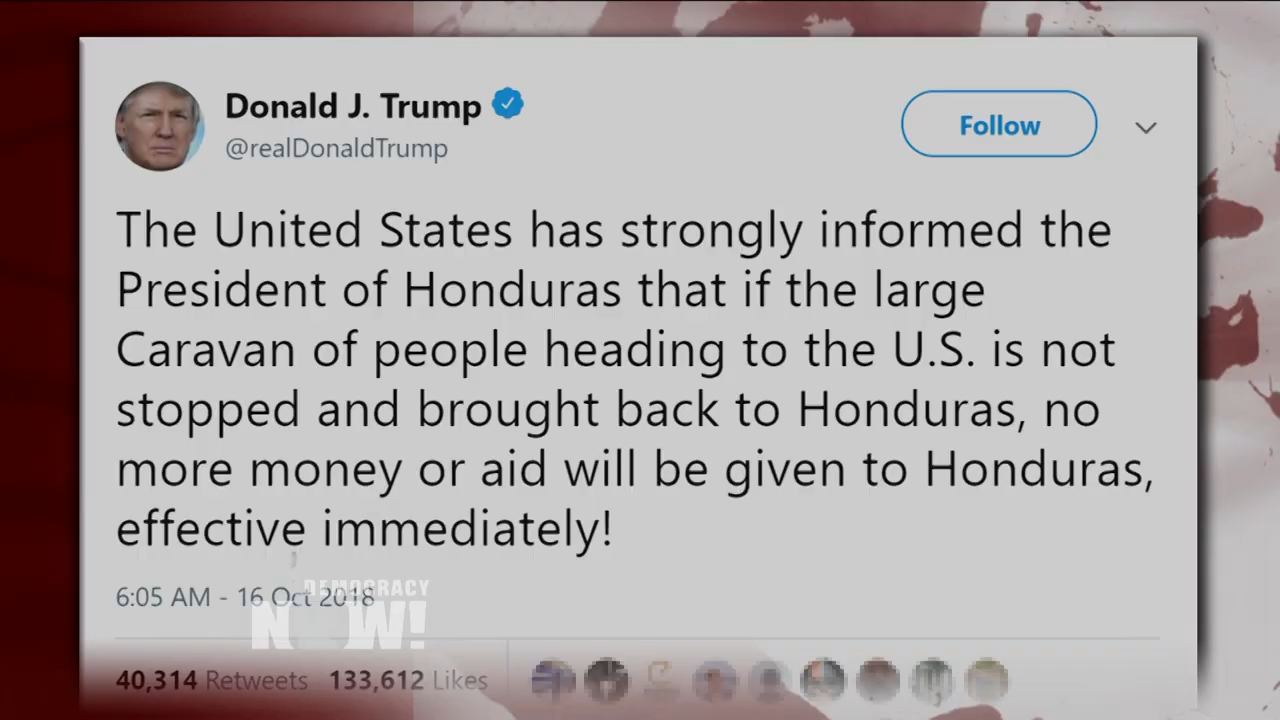 Donald J. Trump
@realDonaldTrump
Follow
The United States has strongly informed the
President of Honduras that if the large
Caravan of people heading to the U.S. is not
stopped and brought back to Honduras, no
more money or aid will be given to Honduras,
effective immediately!
6:05 AM - 16 Oct 2018
DEMOCRACY
NOW!
40,314 Retweets 133,612 Likes